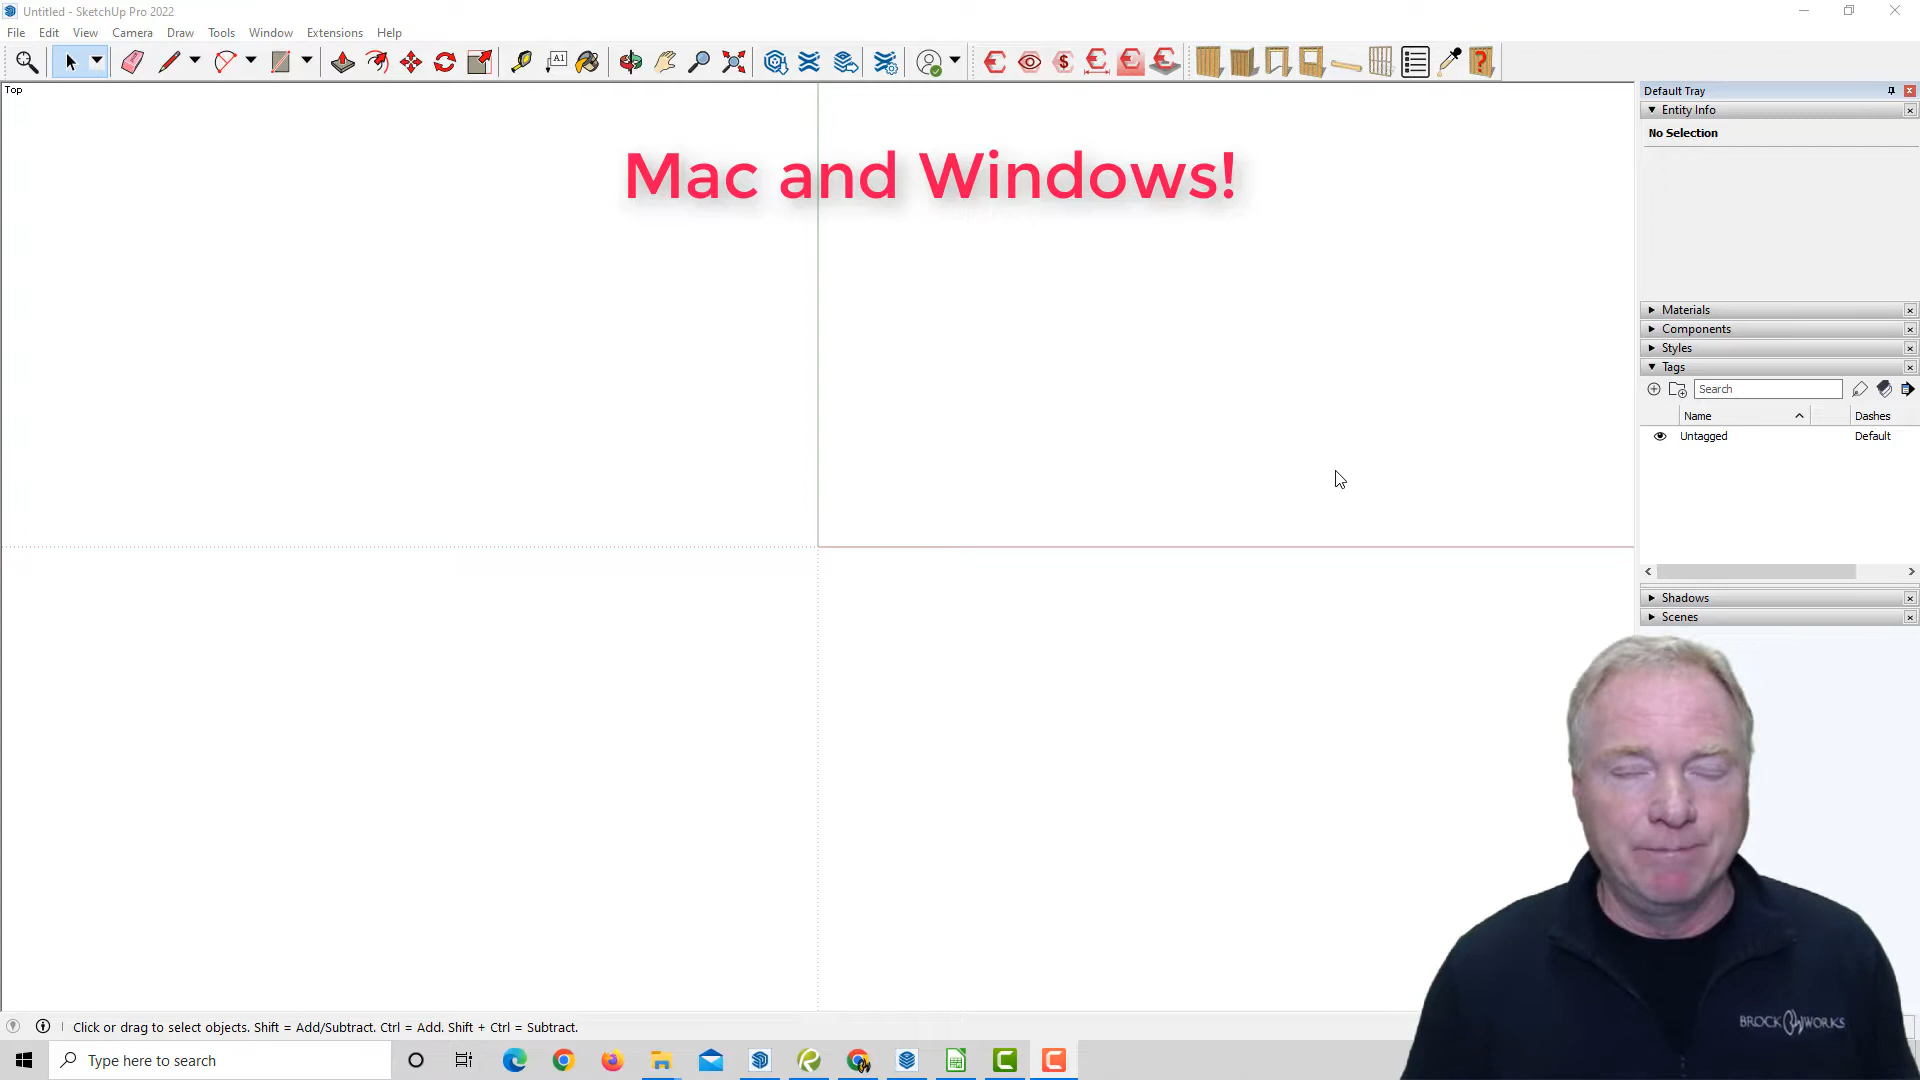 Untitled - SketchUp Pro 2022
File Edit View Camera Draw Tools Window Extensions Help
A1
$
?
Top
Mac and Windows!
Default Tray
Entity Info
No Selection
Materials
Components
Styles
Tags
Search
Name Dashes
Untagged Default
Shadows
Scenes
BROCK WORKS
Click or drag to select objects. Shift = Add/Subtract. Ctrl = Add. Shift + Ctrl = Subtract.
Type here to search